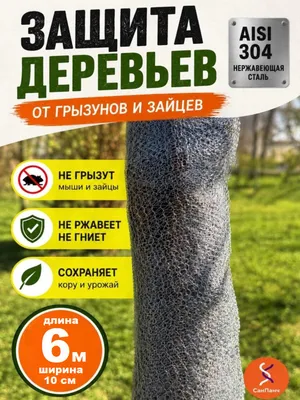 ЗАЩИТА
ДЕРЕВЬЕВ
ОТ ГРЫЗУНОВ И ЗАЙЦЕВ
AISI
304
НЕРЖАВЕЮЩАЯ
СТАЛЬ
НЕ ГРЫЗУТ
мыши и зайцы
НЕ РЖАВЕЕТ
НЕ ГНИЕТ
СОХРАНЯЕТ
кору и урожай
длина
6м
ширина
10 см